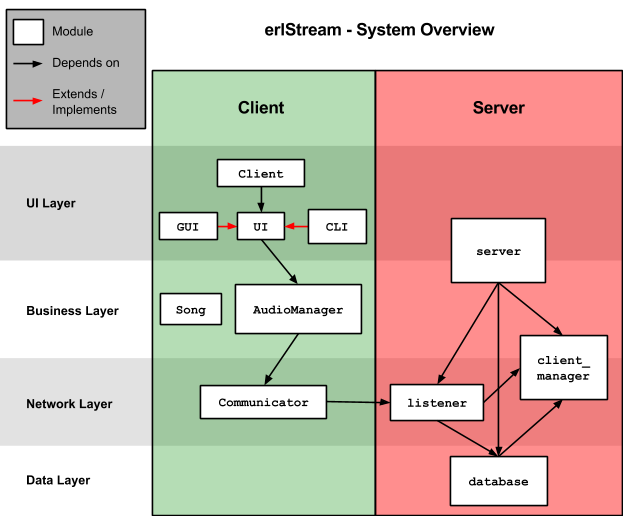 erlStream - System Overview
Module
Depends on
Extends /
Implements
Client
Server
UI Layer
Client
GUI
UI
CLI
server
Business Layer
Song
AudioManager
client_
manager
Network Layer
Communicator
listener
Data Layer
database